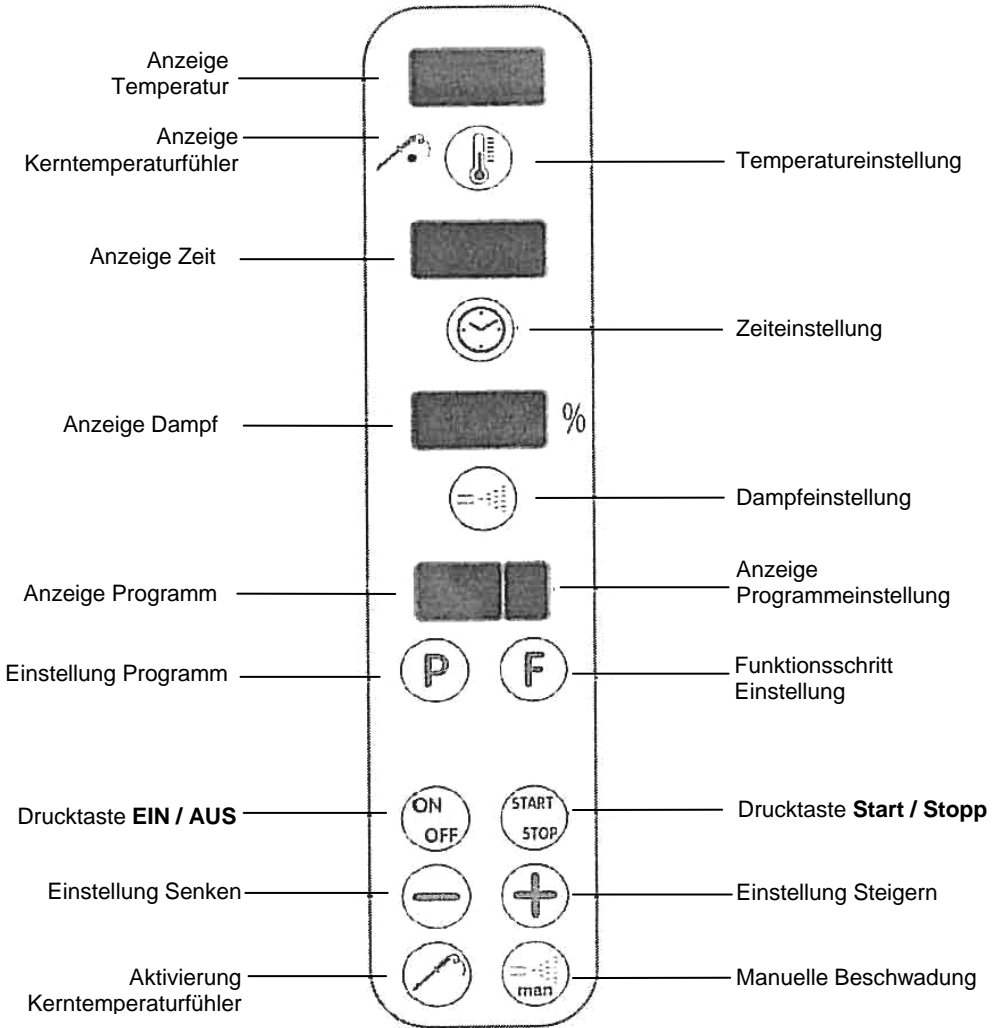 Anzeige
Temperatur
Anzeige
Kerntemperaturfühler
Temperatureinstellung
Anzeige Zeit
Zeiteinstellung
Anzeige Dampf
%
Dampfeinstellung
Anzeige Programm
Anzeige
Programmeinstellung
Einstellung Programm
P
F
Funktionsschritt
Einstellung
Drucktaste EIN / AUS
ON
OFF
START
STOP
Drucktaste Start / Stopp
Einstellung Senken
Einstellung Steigern
Aktivierung
Kerntemperaturfühler
man
Manuelle Beschwadung